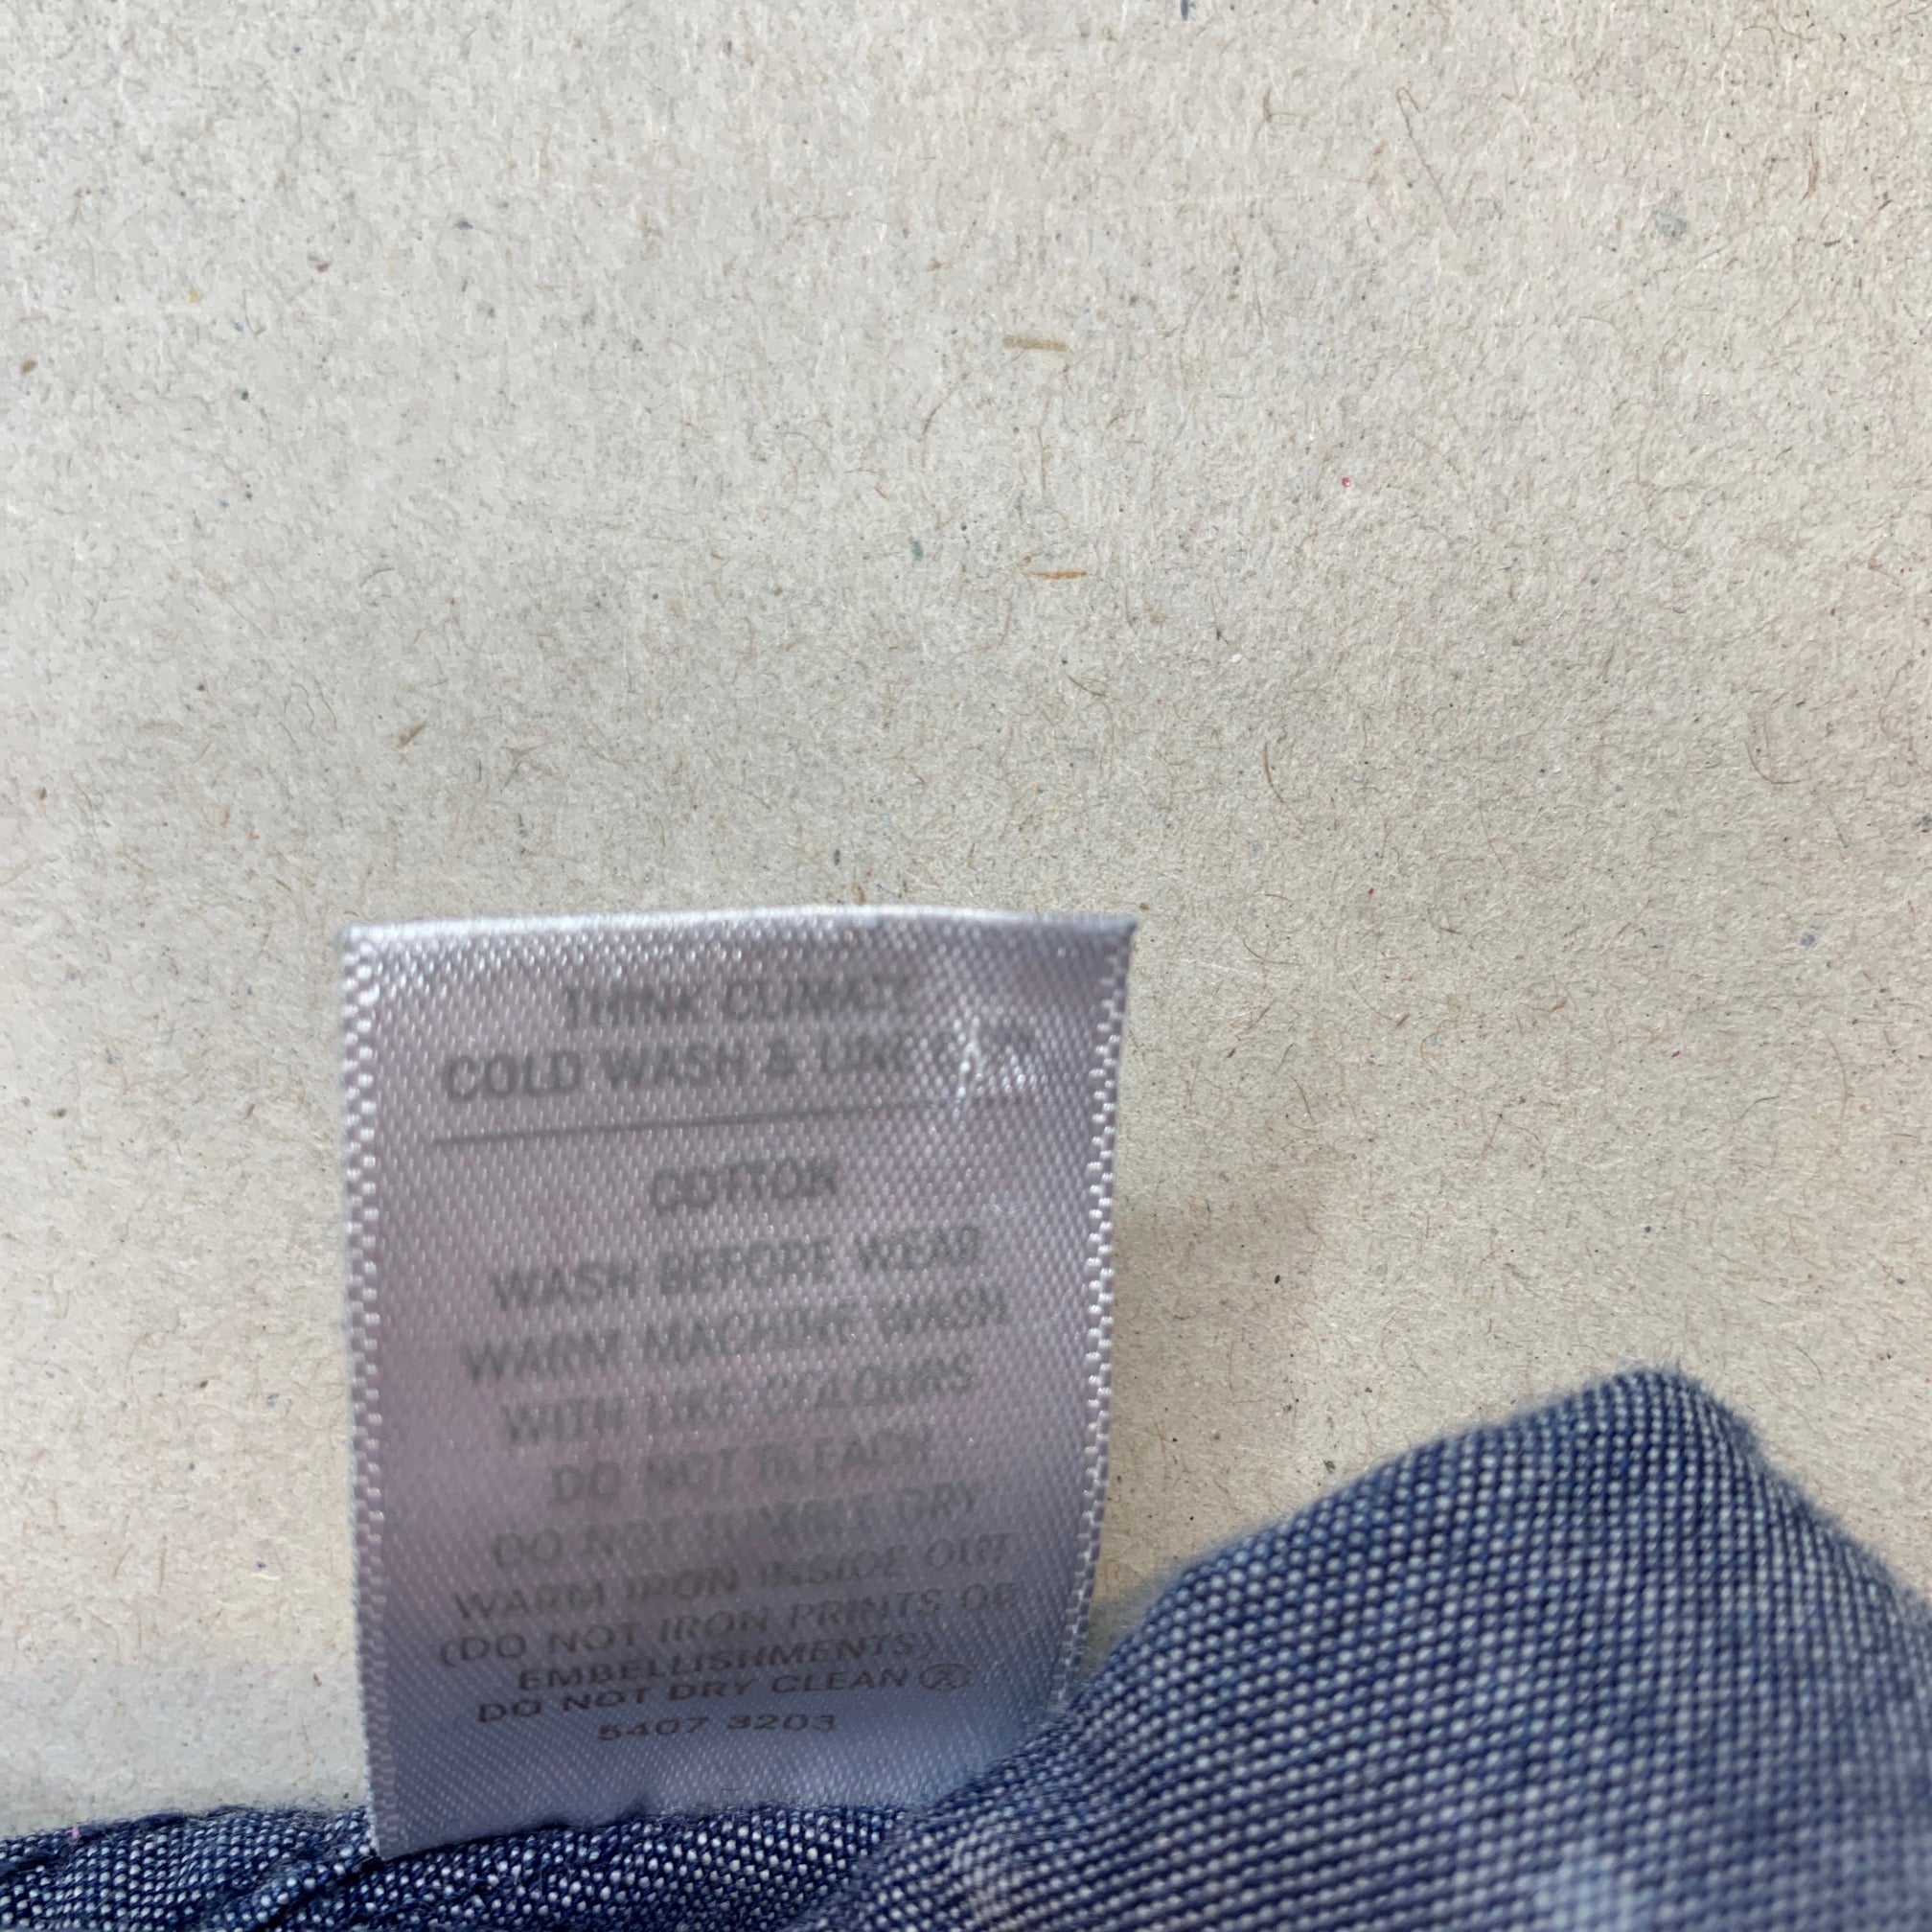 THINK CLIMATE
COLD WASH & LINE DRY
COTTON
WASH BEFORE WEAR
WARM MACHINE WASH
WITH LIKE COLOURS
DO NOT BLEACH
DO NOT TUMBLE DRY
WARM IRON INSIDE OUT
(DO NOT IRON PRINTS OR
EMBELLISHMENTS)
DO NOT DRY CLEAN
5407 3203